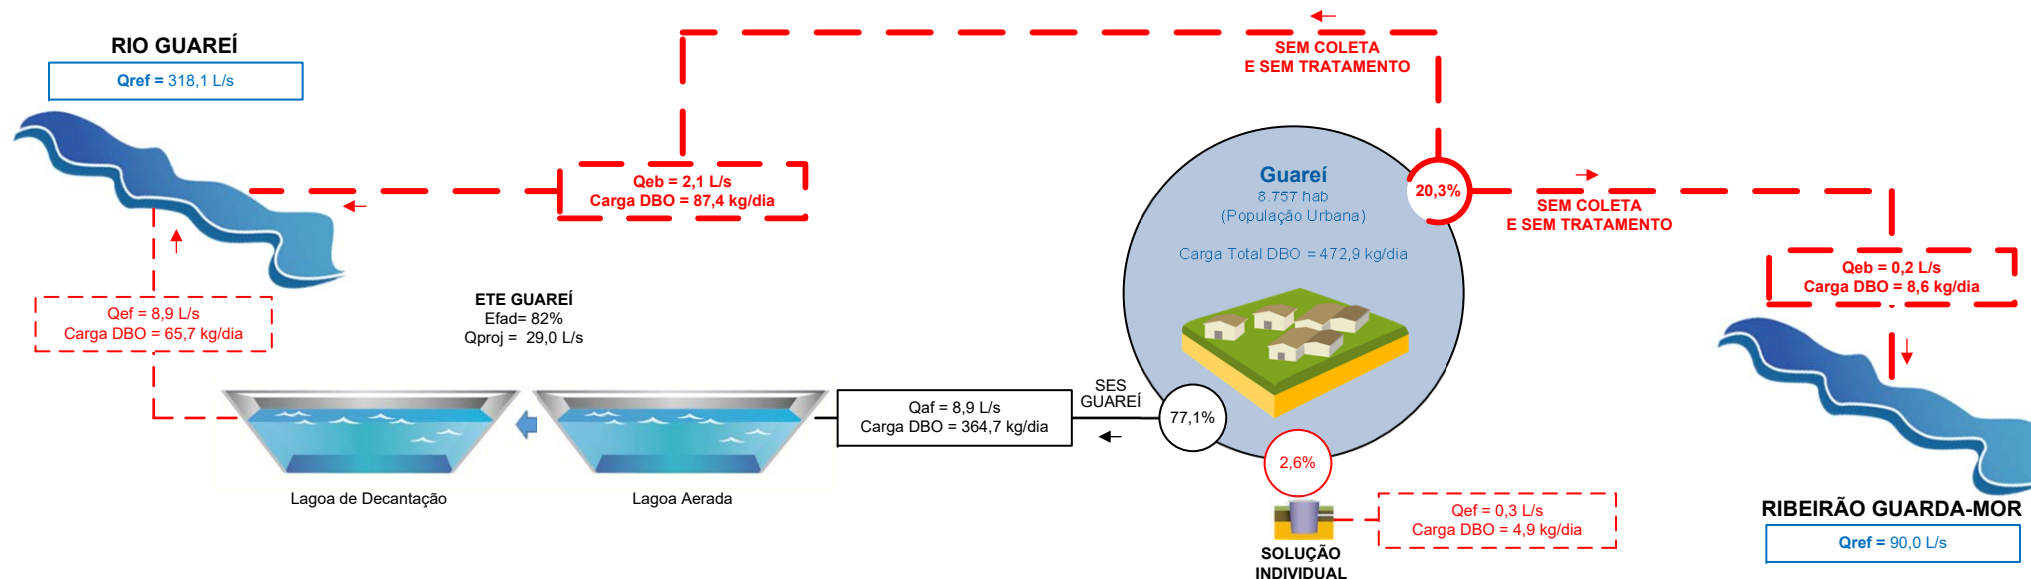 RIO GUAREÍ
Qref = 318,1 L/s
SEM COLETA
E SEM TRATAMENTO
Qeb = 2,1 L/s
Carga DBO = 87,4 kg/dia
Guareí
8.757 hab
(População Urbana)
Carga Total DBO = 472,9 kg/dia
20,3%
SEM COLETA
E SEM TRATAMENTO
Qeb = 0,2 L/s
Carga DBO = 8,6 kg/dia
Qef = 8,9 L/s
Carga DBO = 65,7 kg/dia
ETE GUAREÍ
Efad= 82%
Qproj = 29,0 L/s
Qaf = 8,9 L/s
Carga DBO = 364,7 kg/dia
SES
GUAREÍ
77,1%
2,6%
Lagoa de Decantação
Lagoa Aerada
Qef = 0,3 L/s
Carga DBO = 4,9 kg/dia
SOLUÇÃO
INDIVIDUAL
RIBEIRÃO GUARDA-MOR
Qref = 90,0 L/s